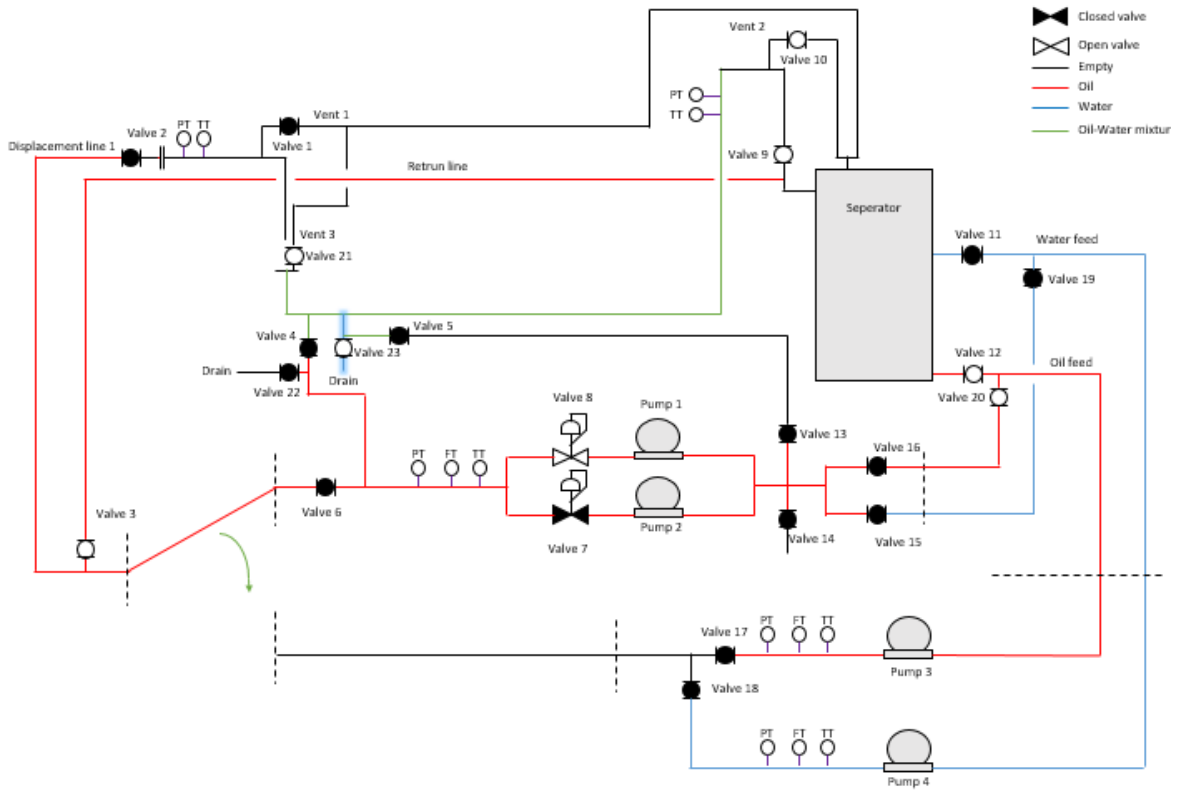 Closed valve
Open valve
Empty
Oil
Water
Oil-Water mixtur
Vent 2
Valve 10
PT
TT
Vent 1
Valve 1
PT
TT
Valve 2
Displacement line 1
Valve 9
Retrun line
Seperator
Vent 3
Valve 21
Valve 11
Water feed
Valve 19
Valve 4
Valve 5
Valve 23
Drain
Valve 22
Drain
Valve 12
Oil feed
Valve 20
Valve 8
Pump 1
Valve 13
Valve 16
PT
FT
TT
Valve 6
Pump 2
Valve 7
Valve 14
Valve 15
Valve 3
PT
FT
TT
Valve 17
Pump 3
Valve 18
PT
FT
TT
Pump 4